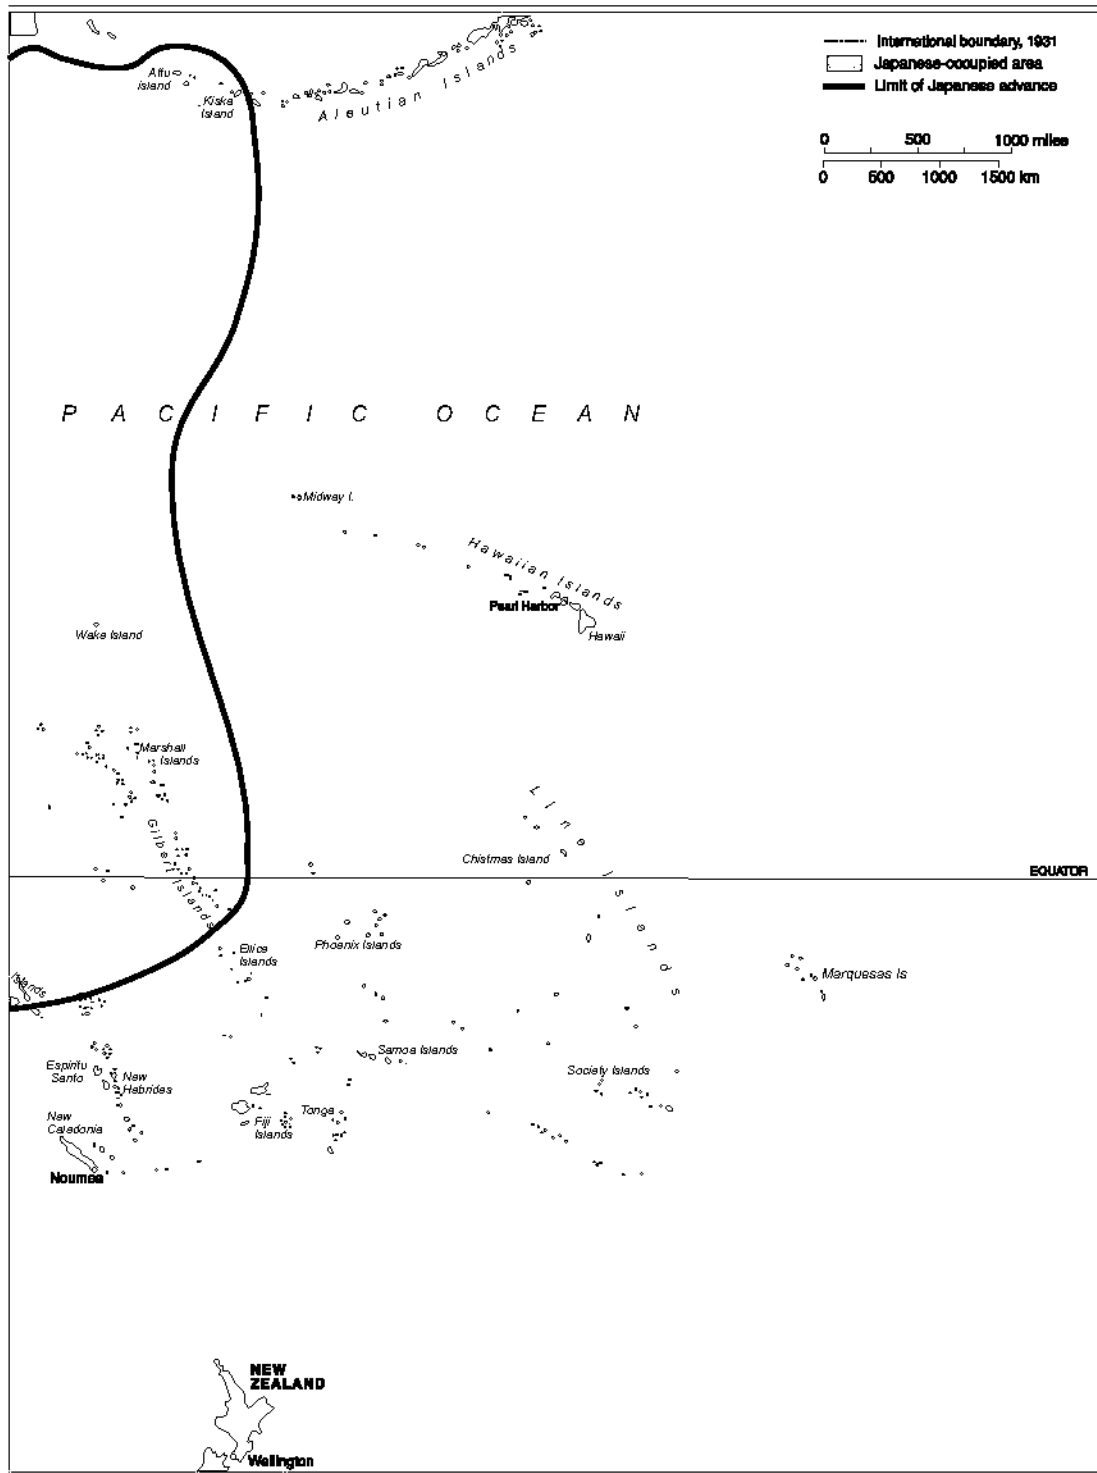 International boundary, 1931
Japanese-occupied area
Limit of Japanese advance
0 500 1000 miles
0 500 1000 1500 km
Attu
island
Kiska
Island
Aleutian Islands
PACIFIC OCEAN
Midway I.
Hawaiian Islands
Pearl Harbor
Hawaii
Wake Island
Marshall
Islands
Gilbert Islands
Line Islands
Chistmas Island
EQUATOR
Phoenix Islands
Ellice
Islands
Islands
Marquesas Is
Samoa Islands
Espiritu
Santo
New
Hebrides
Society Islands
New
Caledonia
Fiji
Islands
Tonga
Noumea
NEW
ZEALAND
Wellington